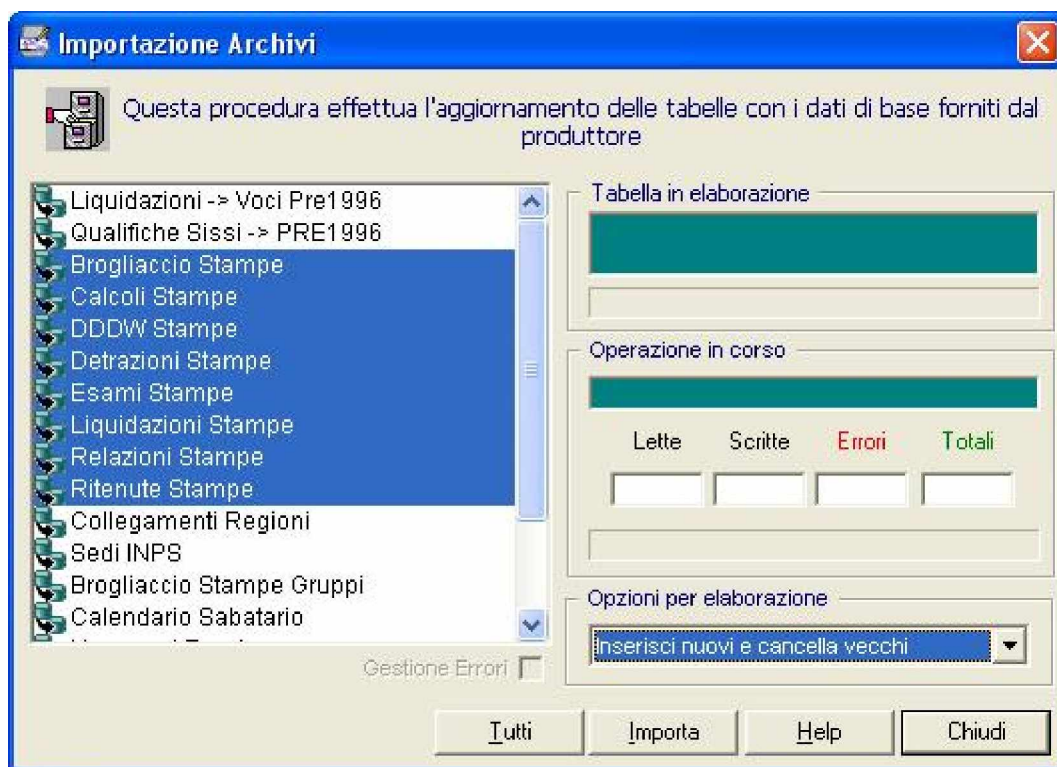 Importazione Archivi
Questa procedura effettua l'aggiornamento delle tabelle con i dati di base forniti dal
produttore
Liquidazioni -> Voci Pre1996
Qualifiche Sissi -> PRE1996
Brogliaccio Stampe
Calcoli Stampe
DDDW Stampe
Detrazioni Stampe
Esami Stampe
Liquidazioni Stampe
Relazioni Stampe
Ritenute Stampe
Collegamenti Regioni
Sedi INPS
Brogliaccio Stampe Gruppi
Calendario Sabatario
Gestione Errori
Tabella in elaborazione
Operazione in corso
Lette Scritte Errori Totali
Opzioni per elaborazione
Inserisci nuovi e cancella vecchi
Tutti Importa Help Chiudi